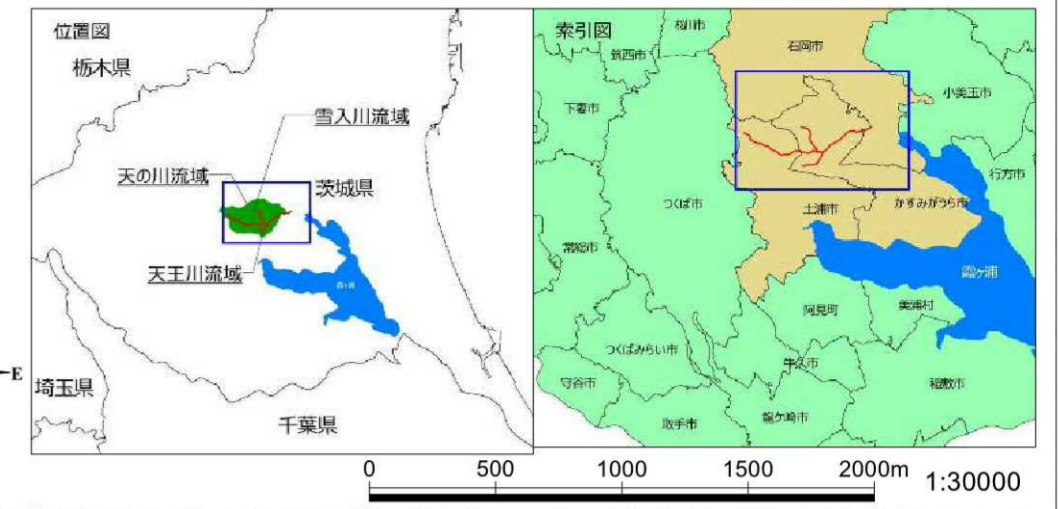 位置図
栃木県
雪入川流域
天の川流域
茨城県
天王川流域
埼玉県
千葉県
E
索引図
桜川市
筑西市
石岡市
下妻市
小美玉市
行方市
つくば市
かすみがうら市
土浦市
常総市
霞ヶ浦
阿見町
美浦村
つくばみらい市
牛久市
守谷市
稲敷市
取手市
龍ケ崎市
0 500 1000 1500 2000m
1:30000